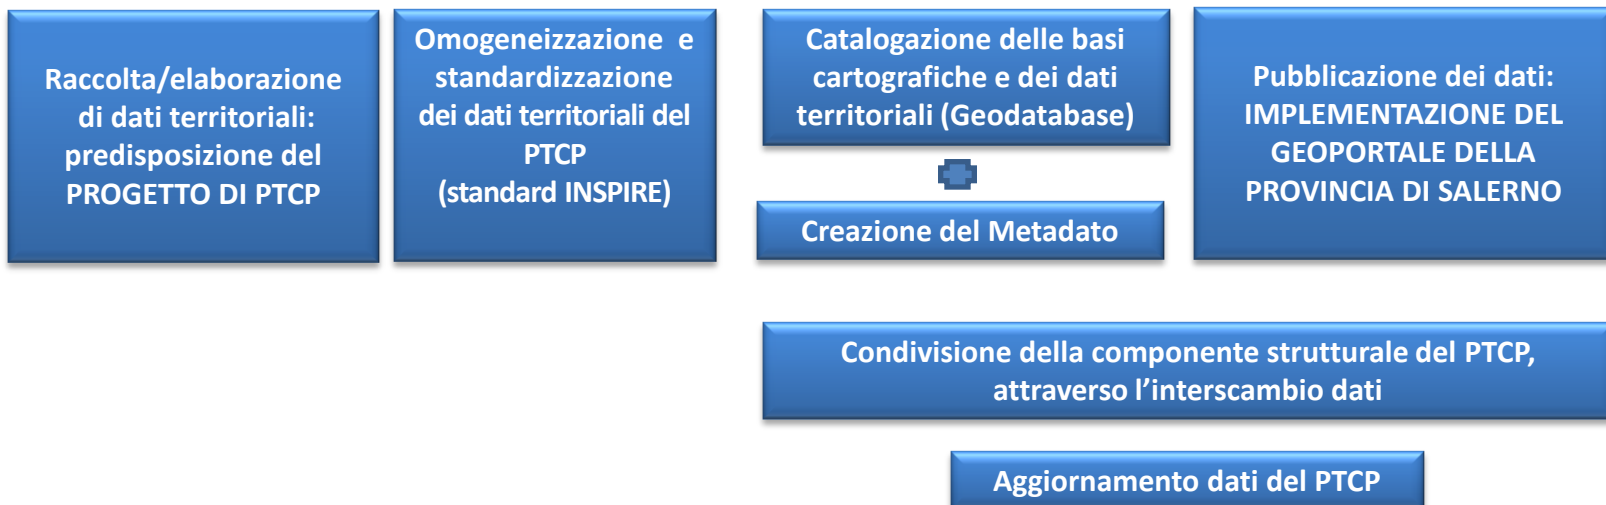 Raccolta/elaborazione
di dati territoriali:
predisposizione del
PROGETTO DI PTCP
Omogeneizzazione e
standardizzazione
dei dati territoriali del
PTCP
(standard INSPIRE)
Catalogazione delle basi
cartografiche e dei dati
territoriali (Geodatabase)
Creazione del Metadato
Pubblicazione dei dati:
IMPLEMENTAZIONE DEL
GEOPORTALE DELLA
PROVINCIA DI SALERNO
Condivisione della componente strutturale del PTCP,
attraverso l’interscambio dati
Aggiornamento dati del PTCP